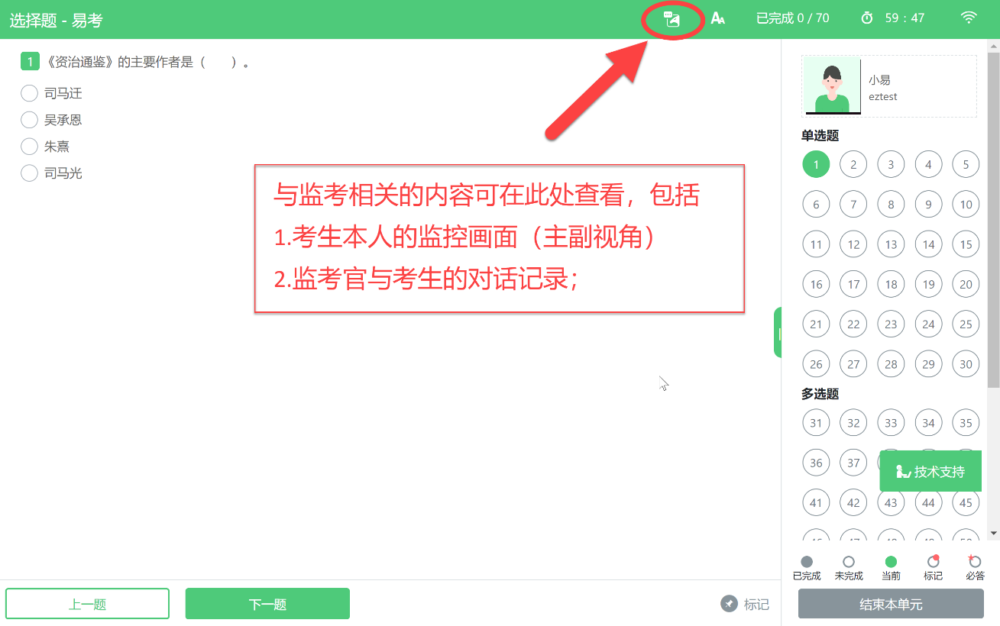 选择题 - 易考
AA
已完成 0 / 70
59 : 47
1 《资治通鉴》的主要作者是（　　）。
司马迁
吴承恩
朱熹
司马光
与监考相关的内容可在此处查看，包括
1.考生本人的监控画面（主副视角）
2.监考官与考生的对话记录；
小易
eztest
单选题
1 2 3 4 5
6 7 8 9 10
11 12 13 14 15
16 17 18 19 20
21 22 23 24 25
26 27 28 29 30
多选题
31 32 33 34 35
36 37
技术支持
41 42 43 44 45
已完成 未完成 当前 标记 必答
上一题
下一题
标记
结束本单元